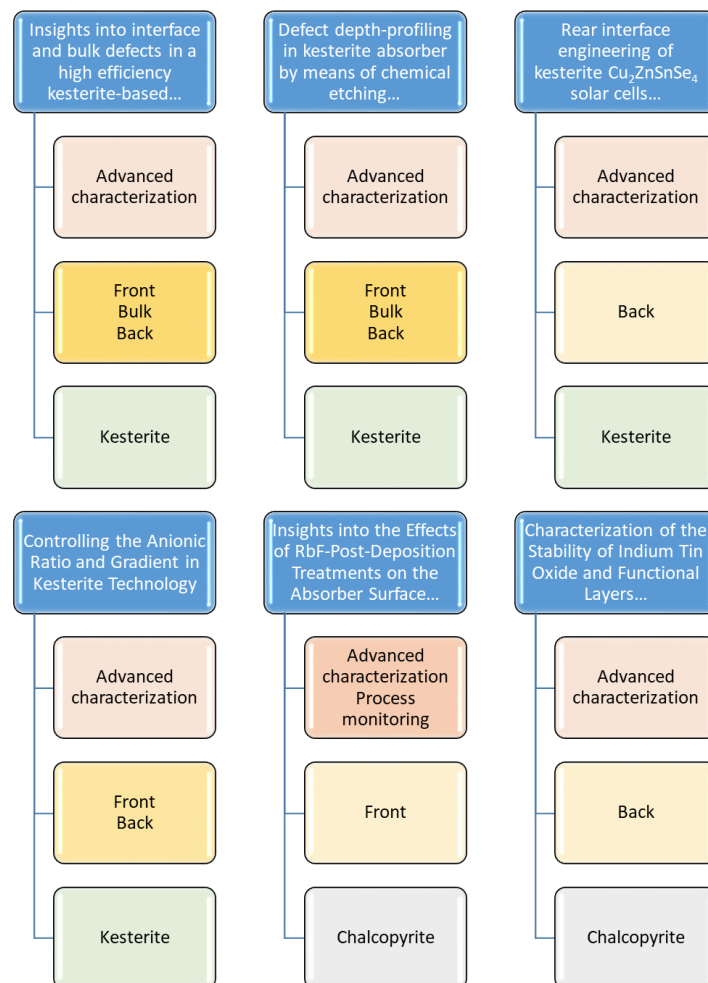 Insights into interface
and bulk defects in a
high efficiency
kesterite-based...
Advanced
characterization
Front
Bulk
Back
Kesterite
Defect depth-profiling
in kesterite absorber
by means of chemical
etching...
Advanced
characterization
Front
Bulk
Back
Kesterite
Rear interface
engineering of
kesterite Cu₂ZnSnSe₄
solar cells...
Advanced
characterization
Back
Kesterite
Controlling the Anionic
Ratio and Gradient in
Kesterite Technology
Advanced
characterization
Front
Back
Kesterite
Insights into the Effects
of RbF-Post-Deposition
Treatments on the
Absorber Surface...
Advanced
characterization
Process
monitoring
Front
Chalcopyrite
Characterization of the
Stability of Indium Tin
Oxide and Functional
Layers...
Advanced
characterization
Back
Chalcopyrite